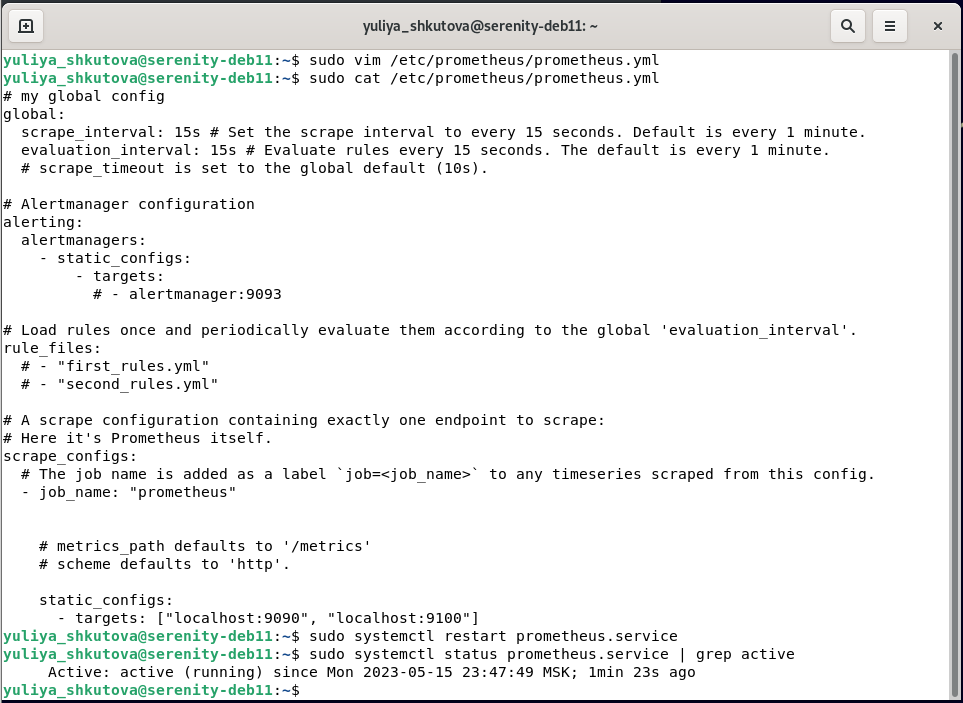 yuliya_shkutova@serenity-deb11: ~
yuliya_shkutova@serenity-deb11:~$ sudo vim /etc/prometheus/prometheus.yml
yuliya_shkutova@serenity-deb11:~$ sudo cat /etc/prometheus/prometheus.yml
# my global config
global:
  scrape_interval: 15s # Set the scrape interval to every 15 seconds. Default is every 1 minute.
  evaluation_interval: 15s # Evaluate rules every 15 seconds. The default is every 1 minute.
  # scrape_timeout is set to the global default (10s).

# Alertmanager configuration
alerting:
  alertmanagers:
    - static_configs:
        - targets:
          # - alertmanager:9093

# Load rules once and periodically evaluate them according to the global 'evaluation_interval'.
rule_files:
  # - "first_rules.yml"
  # - "second_rules.yml"

# A scrape configuration containing exactly one endpoint to scrape:
# Here it's Prometheus itself.
scrape_configs:
  # The job name is added as a label `job=<job_name>` to any timeseries scraped from this config.
  - job_name: "prometheus"


    # metrics_path defaults to '/metrics'
    # scheme defaults to 'http'.

    static_configs:
      - targets: ["localhost:9090", "localhost:9100"]
yuliya_shkutova@serenity-deb11:~$ sudo systemctl restart prometheus.service
yuliya_shkutova@serenity-deb11:~$ sudo systemctl status prometheus.service | grep active
     Active: active (running) since Mon 2023-05-15 23:47:49 MSK; 1min 23s ago
yuliya_shkutova@serenity-deb11:~$